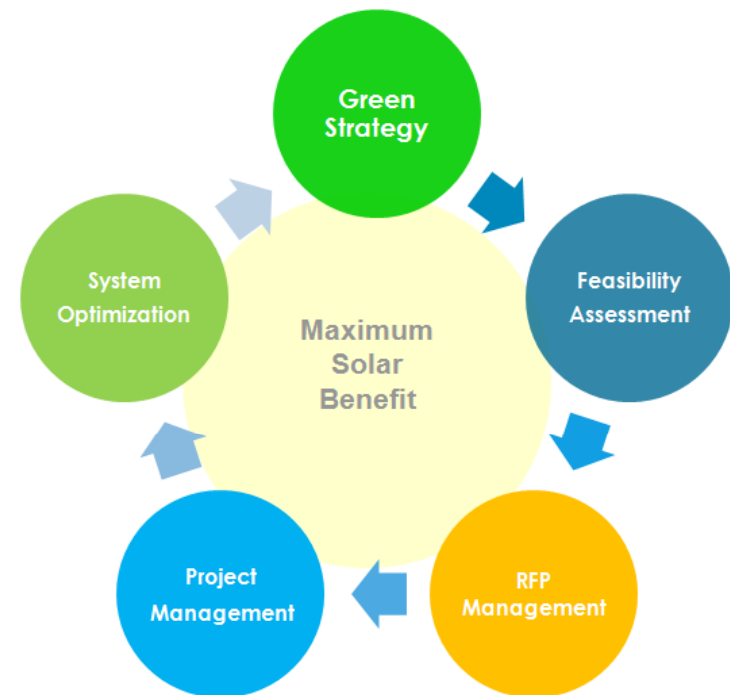 Green
Strategy
Feasibility
Assessment
RFP
Management
Project
Management
System
Optimization
Maximum
Solar
Benefit